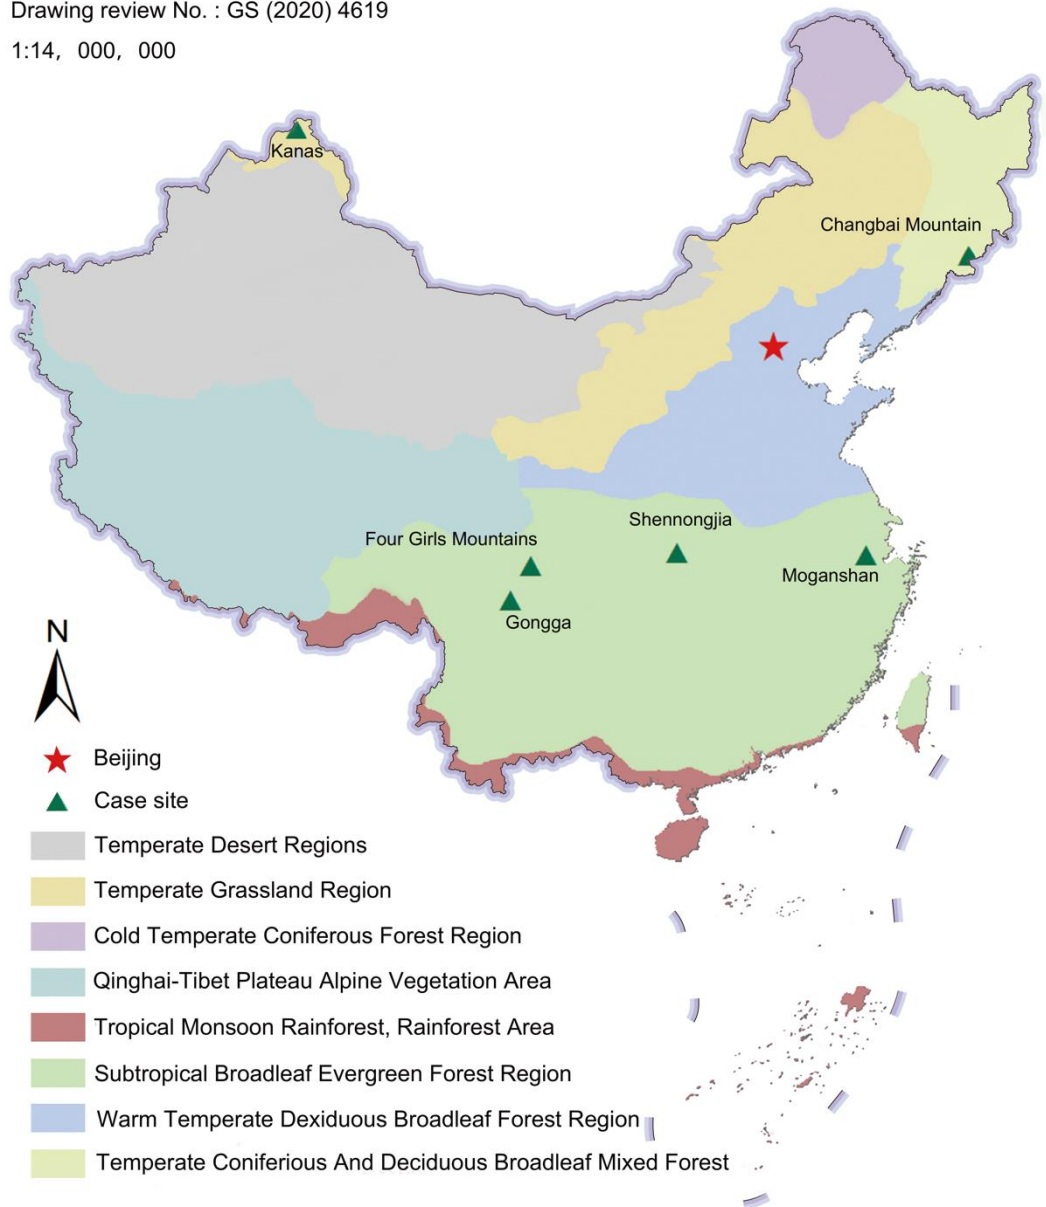 Drawing review No. : GS (2020) 4619
1:14, 000, 000
Kanas
Changbai Mountain
Shennongjia
Four Girls Mountains
Moganshan
Gongga
N
Beijing
Case site
Temperate Desert Regions
Temperate Grassland Region
Cold Temperate Coniferous Forest Region
Qinghai-Tibet Plateau Alpine Vegetation Area
Tropical Monsoon Rainforest, Rainforest Area
Subtropical Broadleaf Evergreen Forest Region
Warm Temperate Dexiduous Broadleaf Forest Region
Temperate Coniferious And Deciduous Broadleaf Mixed Forest